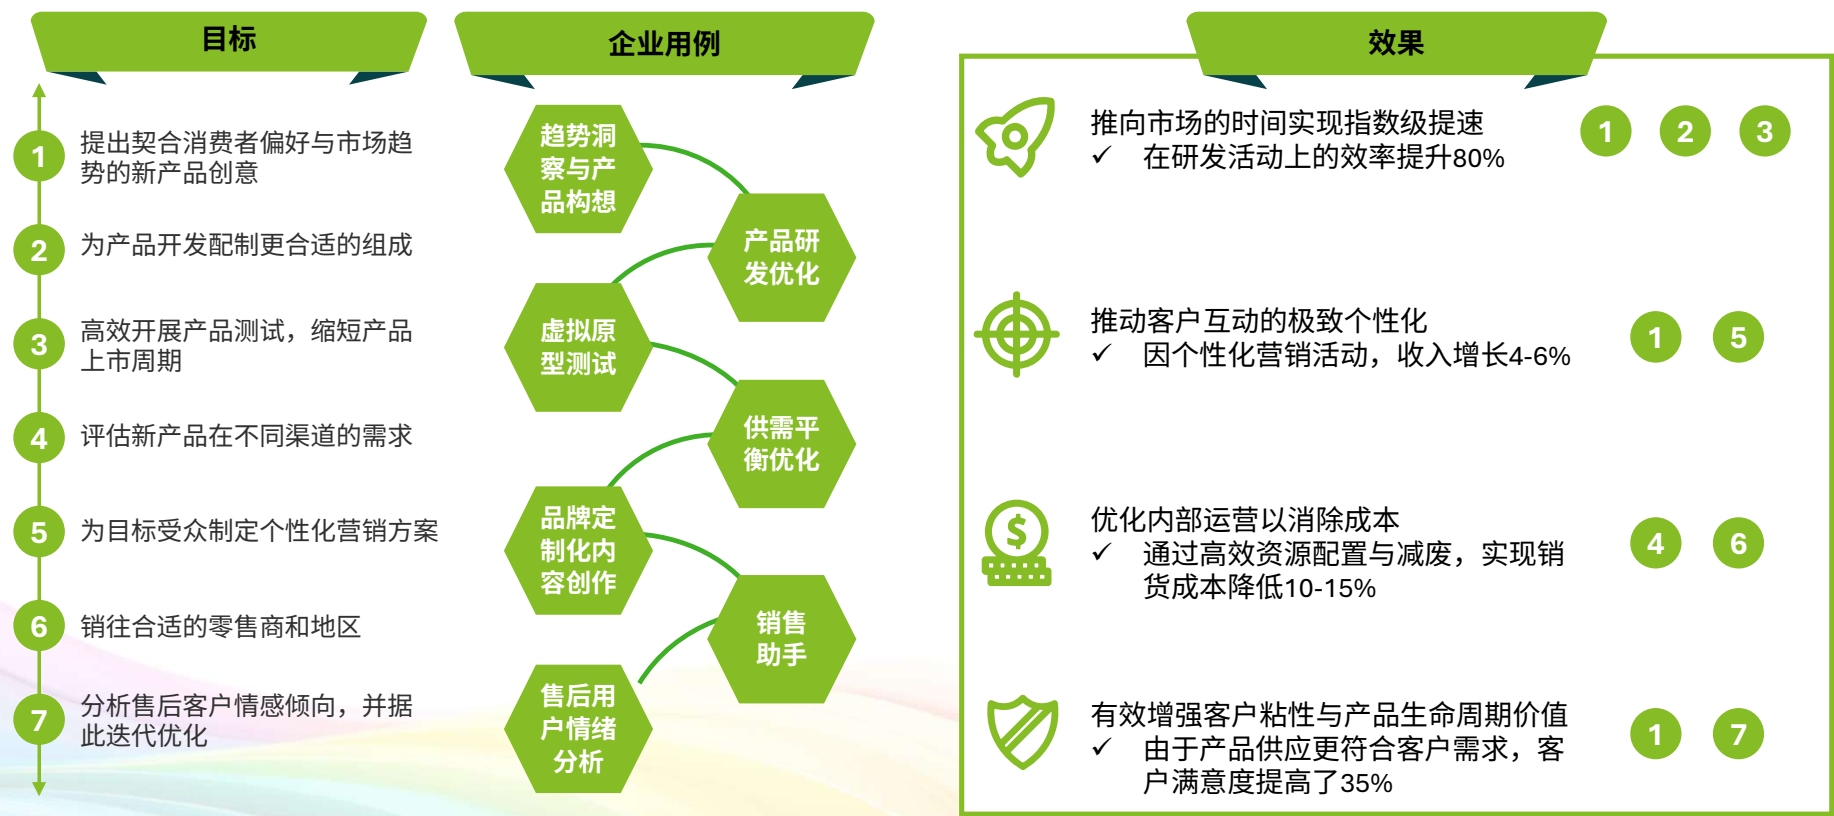 目标
1
提出契合消费者偏好与市场趋
势的新产品创意
2
为产品开发配制更合适的组成
3
高效开展产品测试，缩短产品
上市周期
4
评估新产品在不同渠道的需求
5
为目标受众制定个性化营销方案
6
销往合适的零售商和地区
7
分析售后客户情感倾向，并据
此迭代优化
企业用例
趋势洞
察与产
品构想
产品研
发优化
虚拟原
型测试
供需平
衡优化
品牌定
制化内
容创作
销售
助手
售后用
户情绪
分析
效果
推向市场的时间实现指数级提速
✓ 在研发活动上的效率提升80%
1 2 3
推动客户互动的极致个性化
✓ 因个性化营销活动，收入增长4-6%
1 5
$
优化内部运营以消除成本
✓ 通过高效资源配置与减废，实现销
货成本降低10-15%
4 6
有效增强客户粘性与产品生命周期价值
✓ 由于产品供应更符合客户需求，客
户满意度提高了35%
1 7